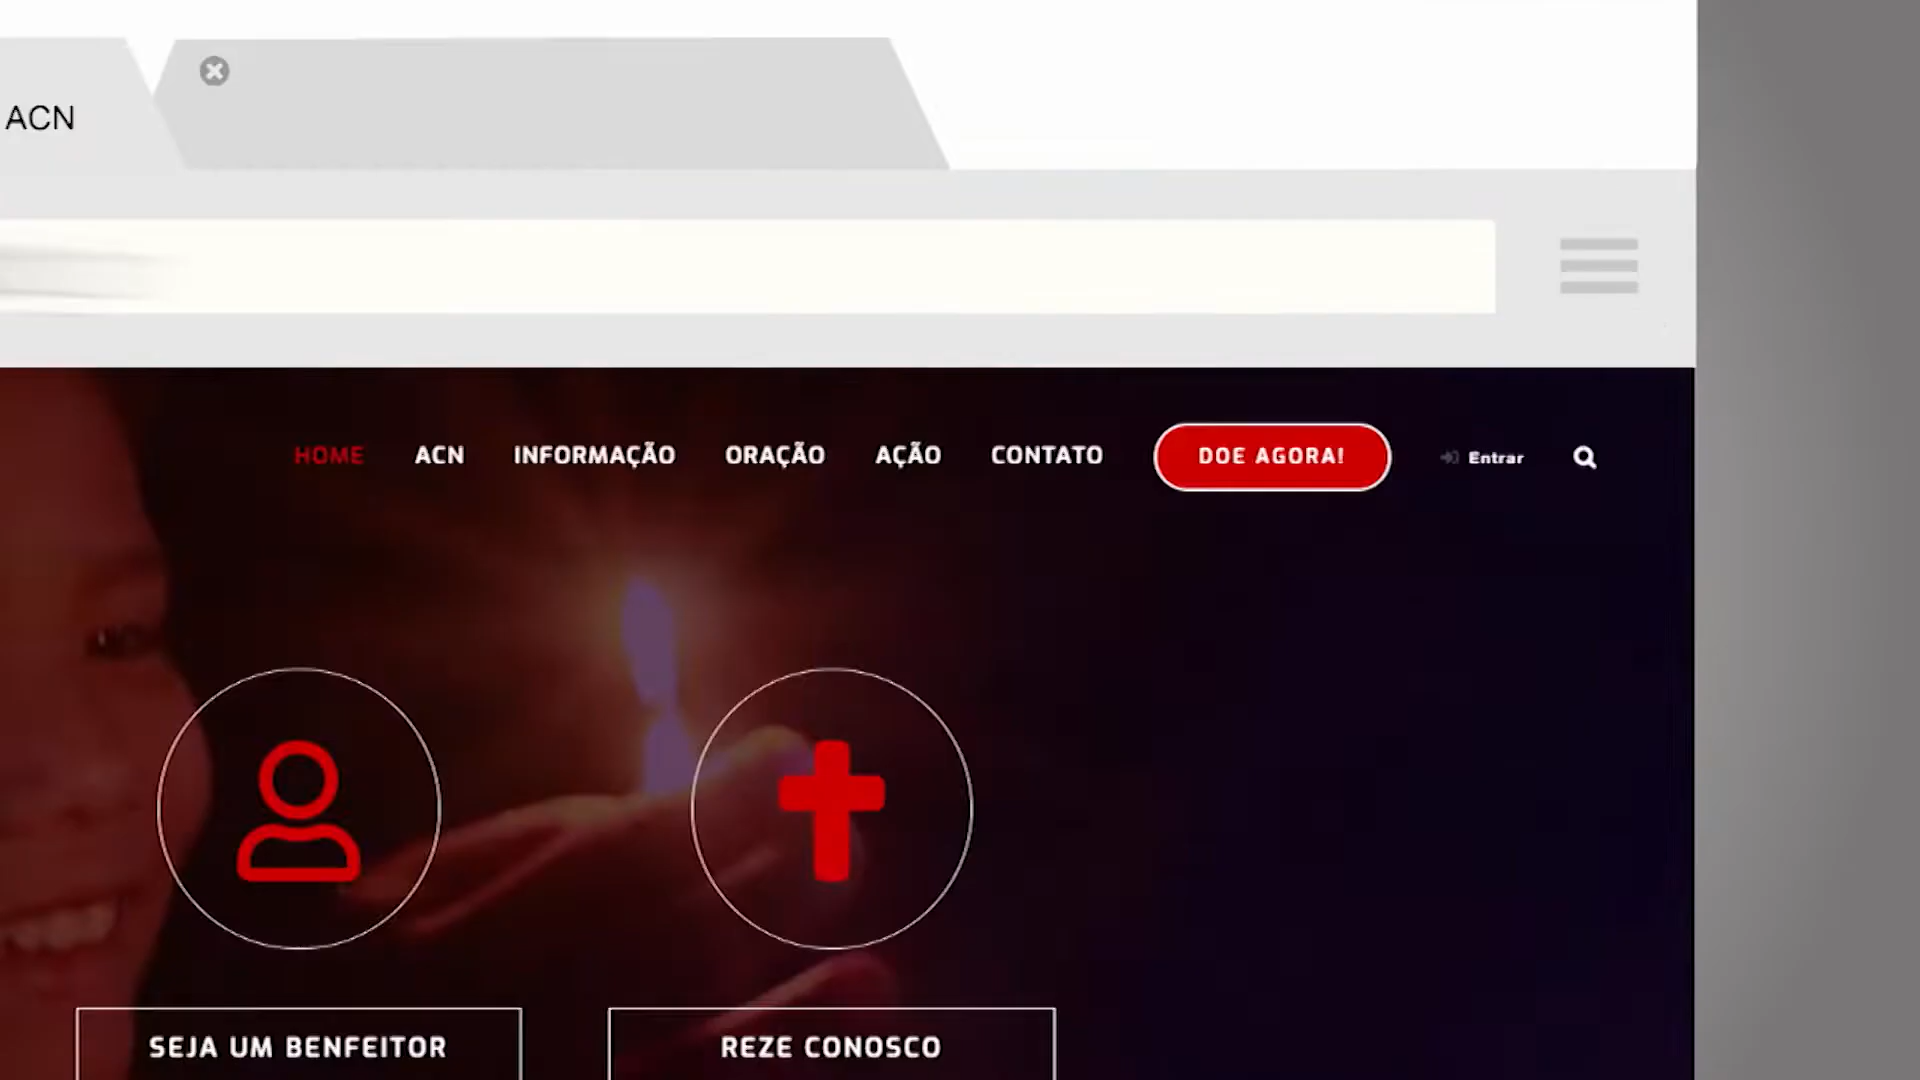 ACN
HOME ACN INFORMAÇÃO ORAÇÃO AÇÃO CONTATO DOE AGORA! Entrar
SEJA UM BENFEITOR
REZE CONOSCO